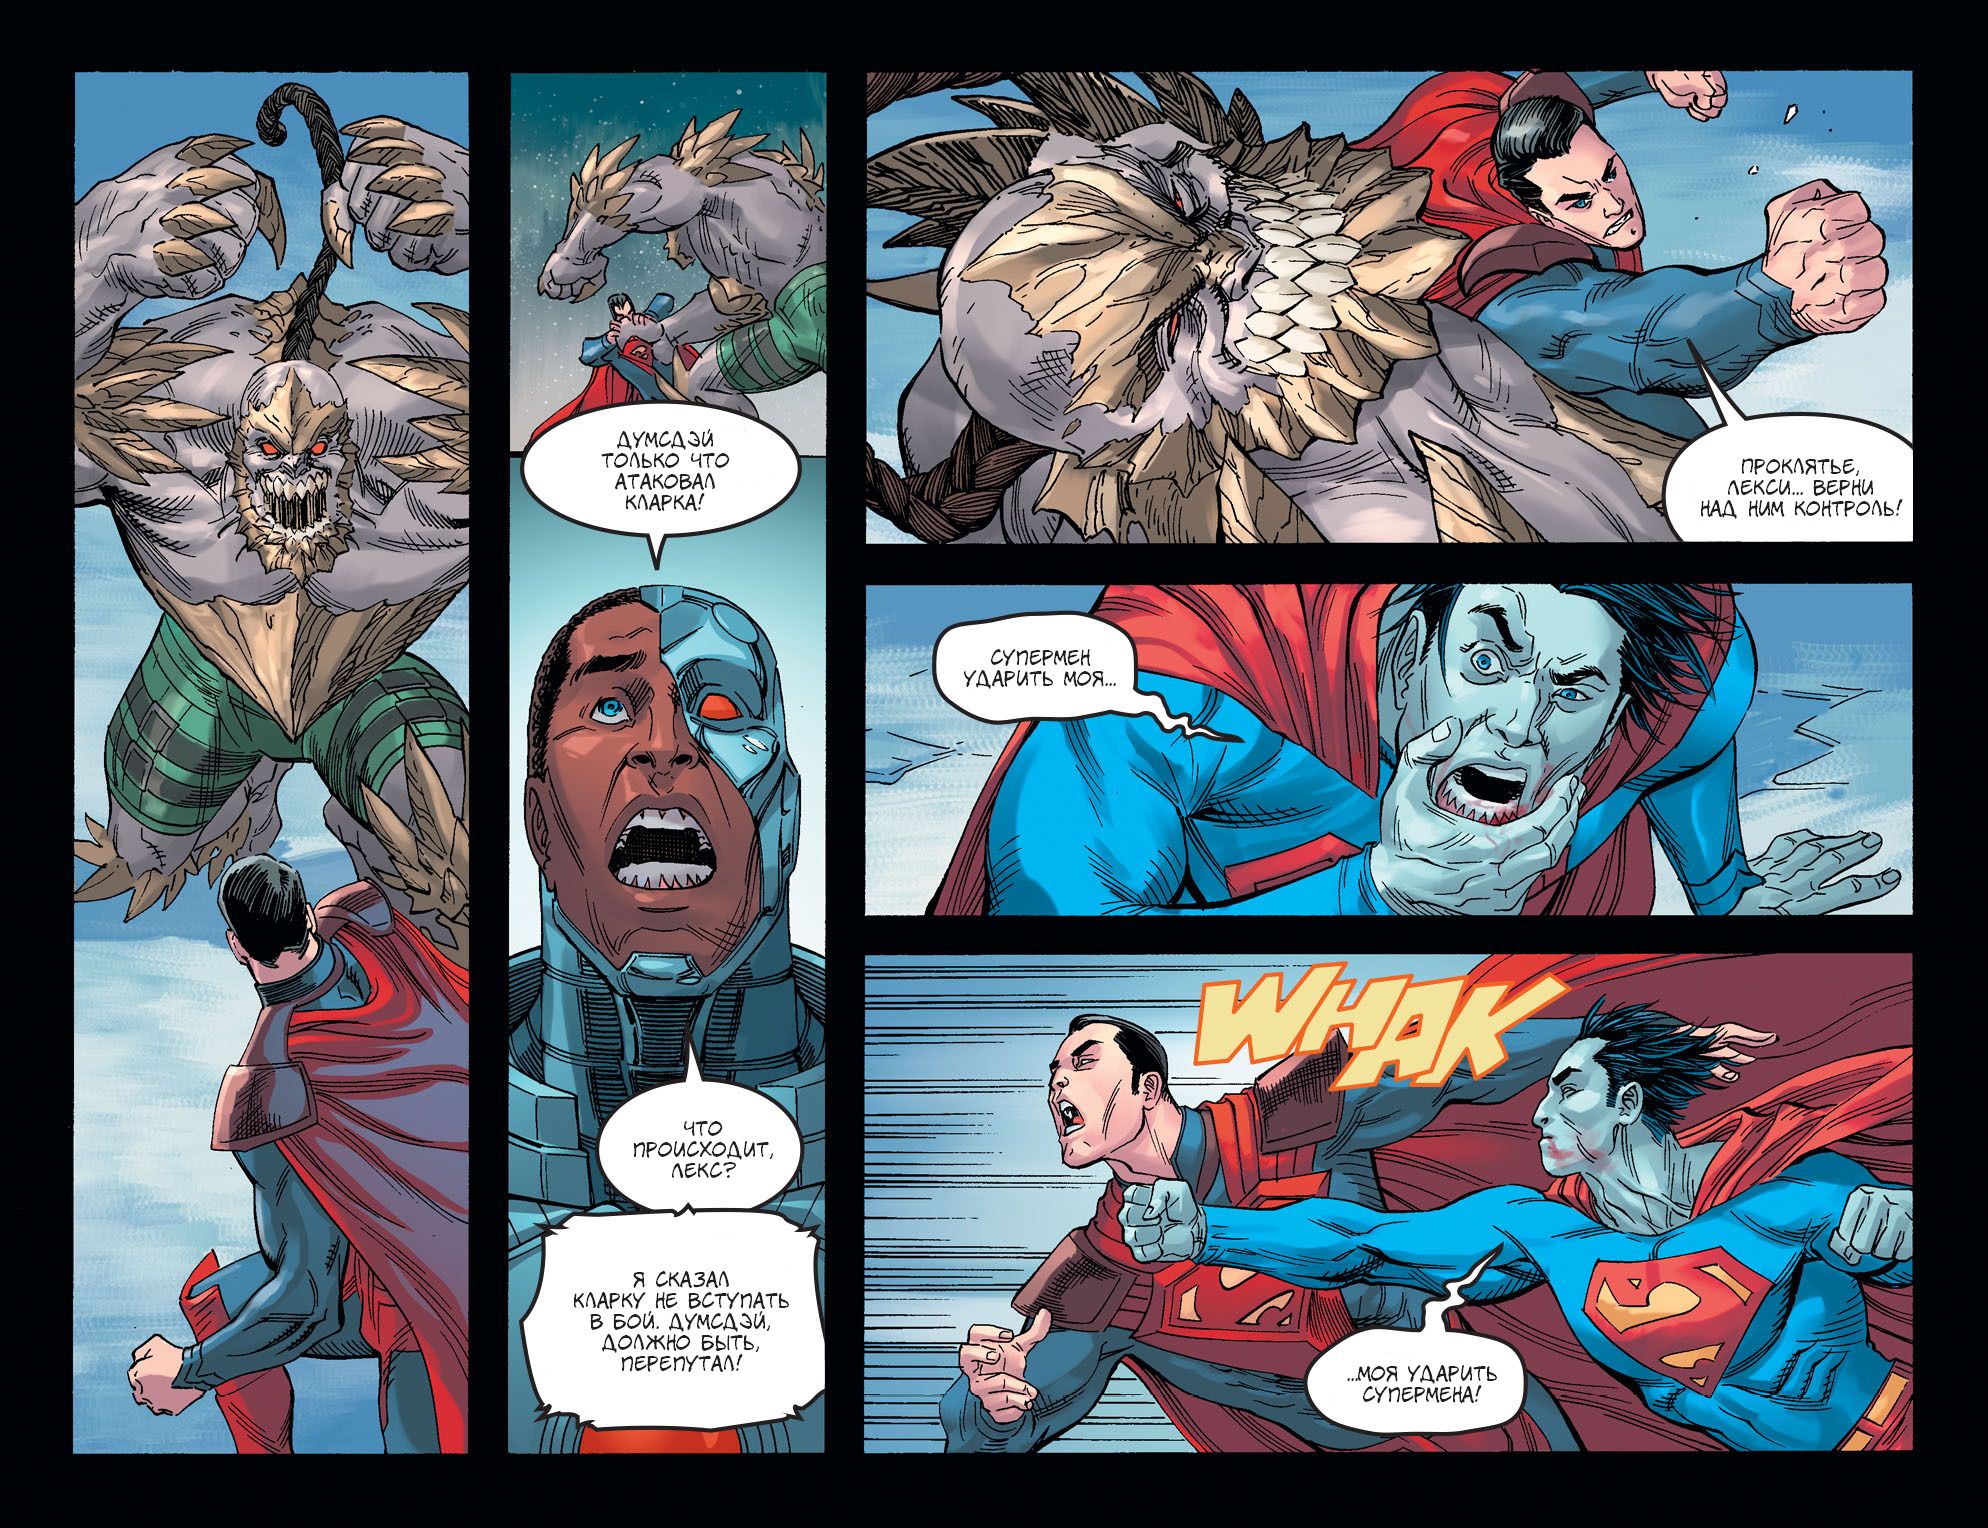 ДУМСДЭЙ
ТОЛЬКО ЧТО
АТАКОВАЛ
КЛАРКА!
ЧТО
ПРОИСХОДИТ,
ЛЕКС?
Я СКАЗАЛ
КЛАРКУ НЕ ВСТУПАТЬ
В БОЙ. ДУМСДЭЙ,
ДОЛЖНО БЫТЬ,
ПЕРЕПУТАЛ!
ПРОКЛЯТЬЕ,
ЛЕКСИ... ВЕРНИ
НАД НИМ КОНТРОЛЬ!
СУПЕРМЕН
УДАРИТЬ МОЯ...
WHAK
...МОЯ УДАРИТЬ
СУПЕРМЕНА!